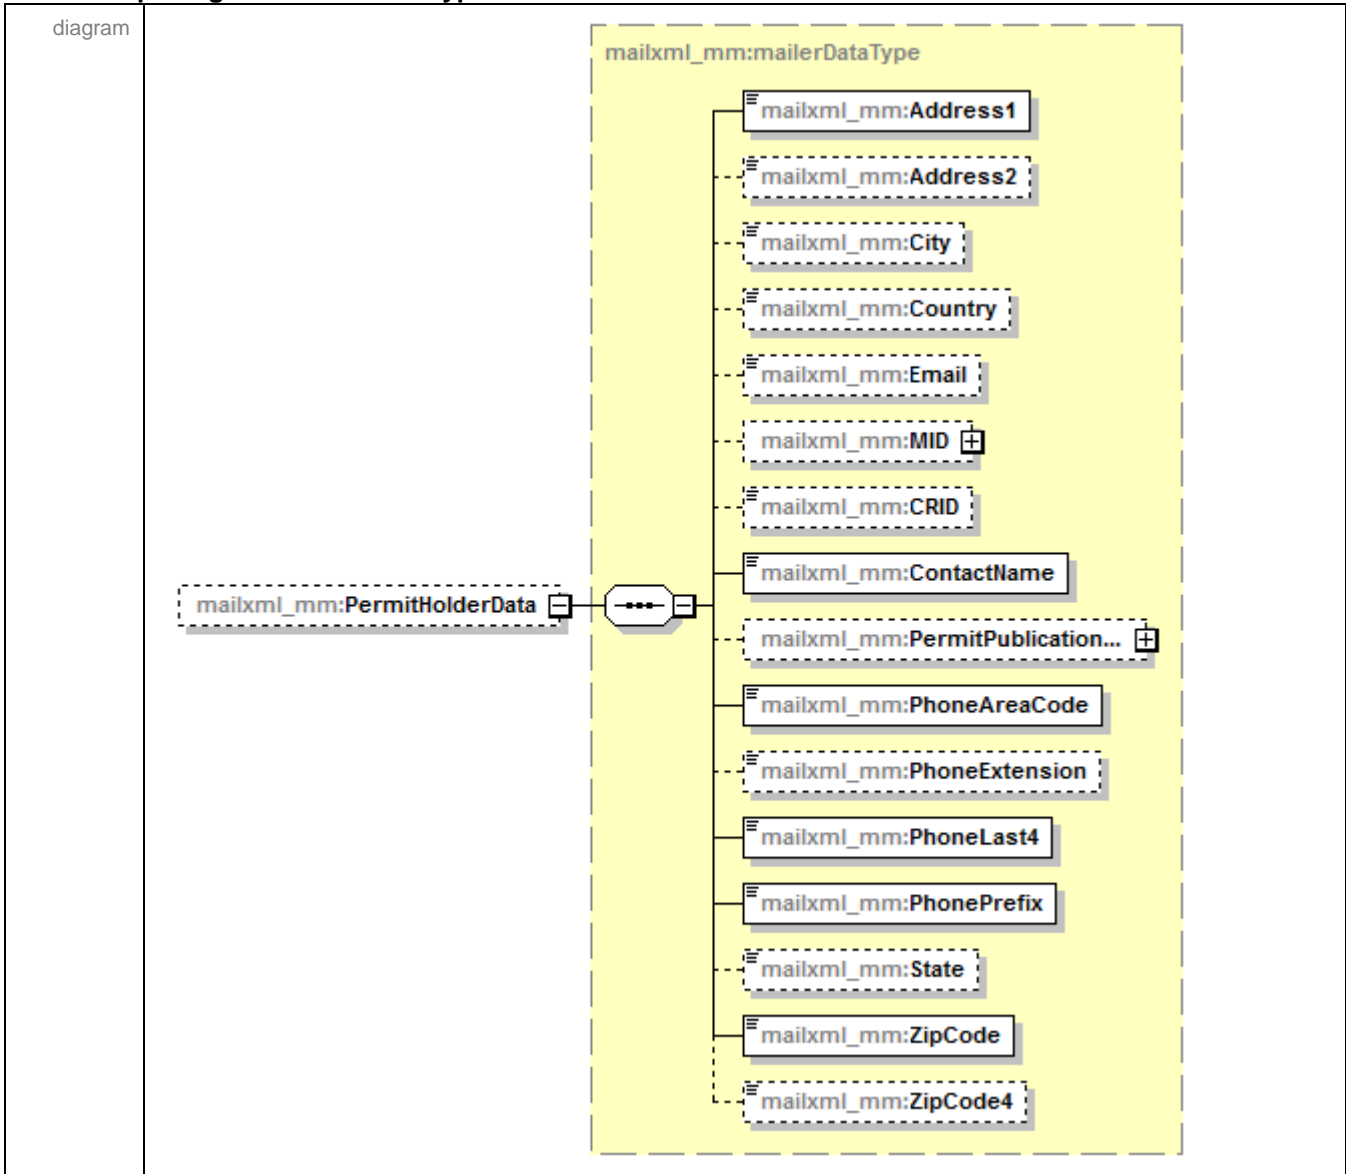 diagram
mailxml_mm:mailerDataType
mailxml_mm:Address1
mailxml_mm:Address2
mailxml_mm:City
mailxml_mm:Country
mailxml_mm:Email
mailxml_mm:MID
mailxml_mm:CRID
mailxml_mm:ContactName
mailxml_mm:PermitHolderData
mailxml_mm:PermitPublication...
mailxml_mm:PhoneAreaCode
mailxml_mm:PhoneExtension
mailxml_mm:PhoneLast4
mailxml_mm:PhonePrefix
mailxml_mm:State
mailxml_mm:ZipCode
mailxml_mm:ZipCode4